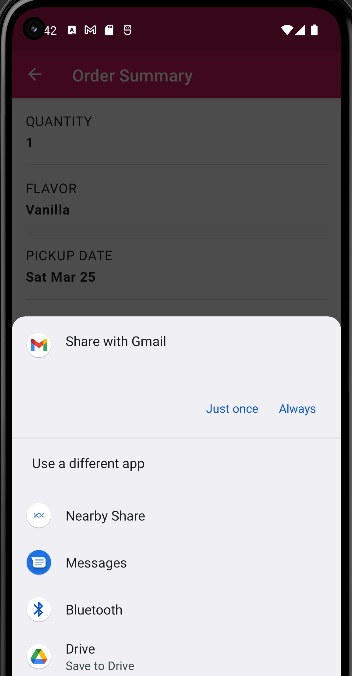 42
Order Summary
QUANTITY
1
FLAVOR
Vanilla
PICKUP DATE
Sat Mar 25
Share with Gmail
Just once Always
Use a different app
Nearby Share
Messages
Bluetooth
Drive
Save to Drive